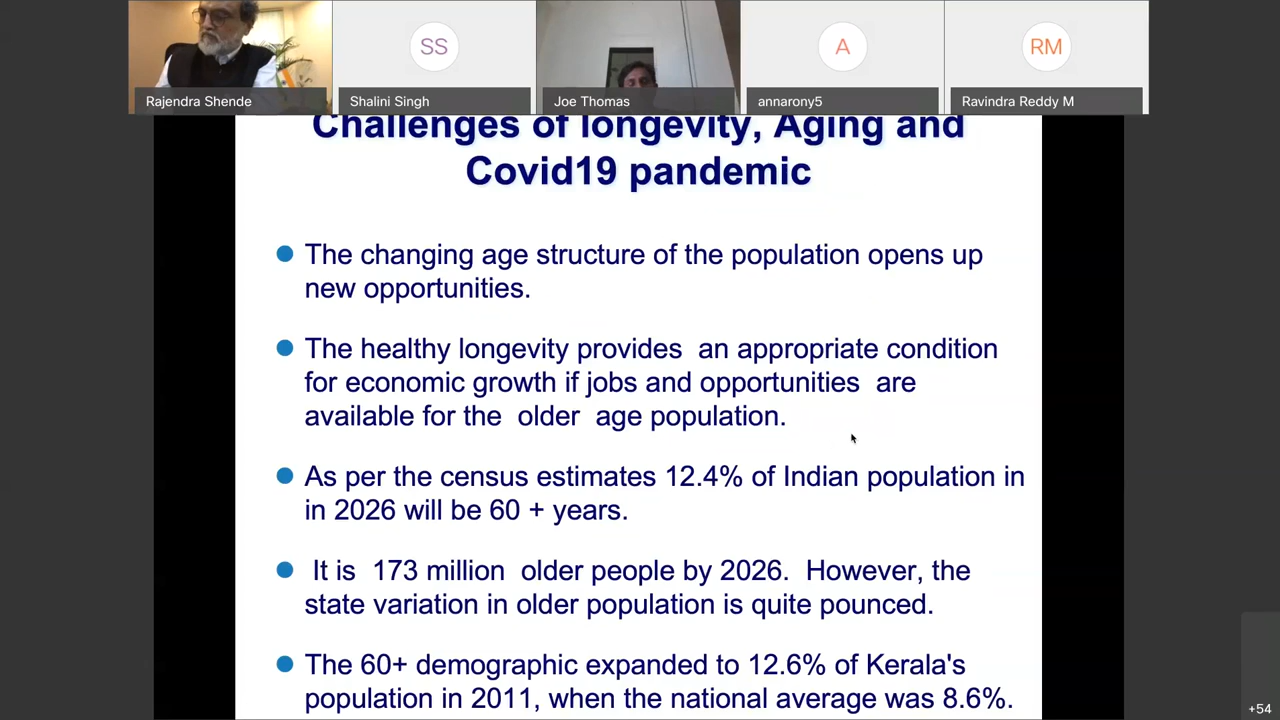 SS
A
RM
Rajendra Shende
Shalini Singh
Joe Thomas
annarony5
Ravindra Reddy M
Challenges of longevity, Aging and
Covid19 pandemic
The changing age structure of the population opens up
new opportunities.
The healthy longevity provides an appropriate condition
for economic growth if jobs and opportunities are
available for the older age population.
As per the census estimates 12.4% of Indian population in
in 2026 will be 60 + years.
It is 173 million older people by 2026. However, the
state variation in older population is quite pounced.
The 60+ demographic expanded to 12.6% of Kerala's
population in 2011, when the national average was 8.6%.
+54